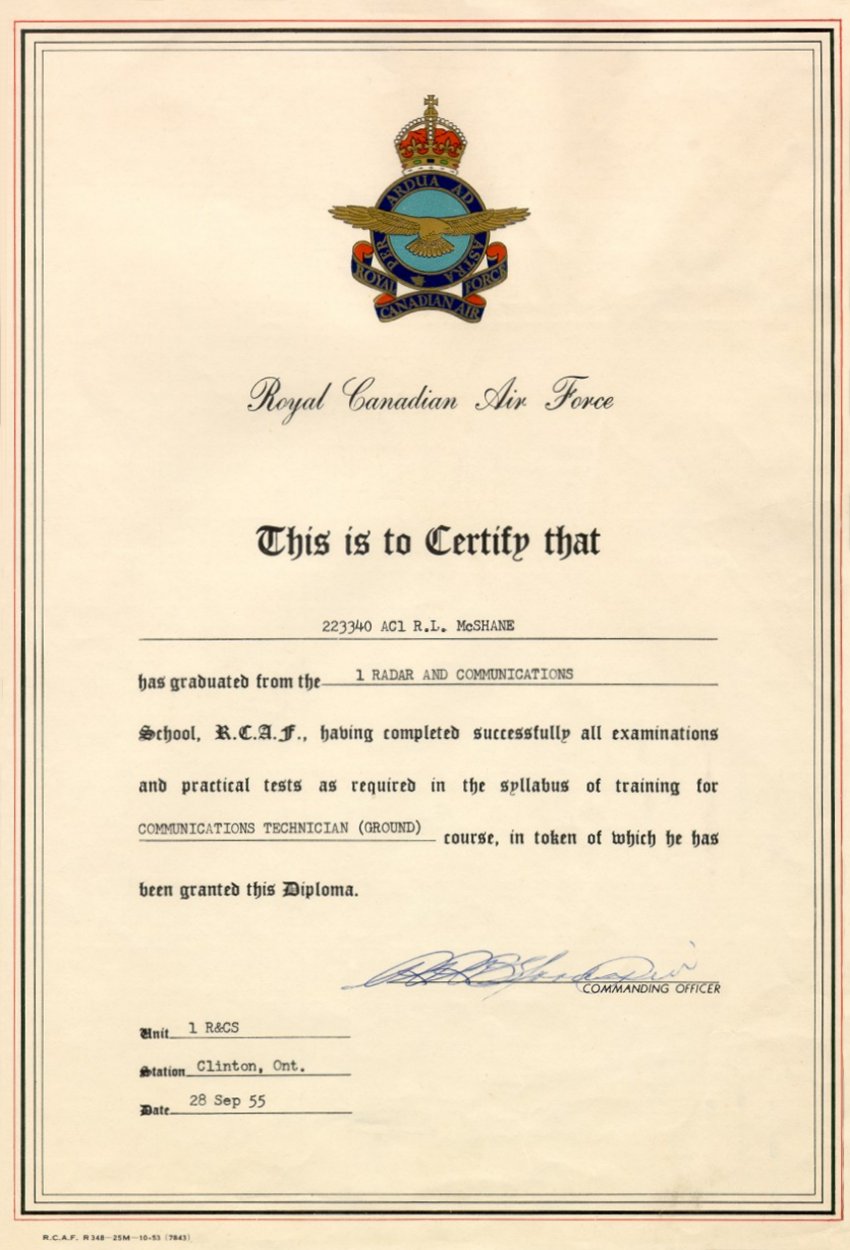 PER ARDUA AD ASTRA
ROYAL CANADIAN AIR FORCE
Royal Canadian Air Force
This is to Certify that
223340 AC1 R.L. McSHANE
has graduated from the 1 RADAR AND COMMUNICATIONS
School, R.C.A.F., having completed successfully all examinations
and practical tests as required in the syllabus of training for
COMMUNICATIONS TECHNICIAN (GROUND) course, in token of which he has
been granted this Diploma.
COMMANDING OFFICER
Unit 1 R&CS
Station Clinton, Ont.
Date 28 Sep 55
R.C.A.F. R 348—25M—10-53 (7843)